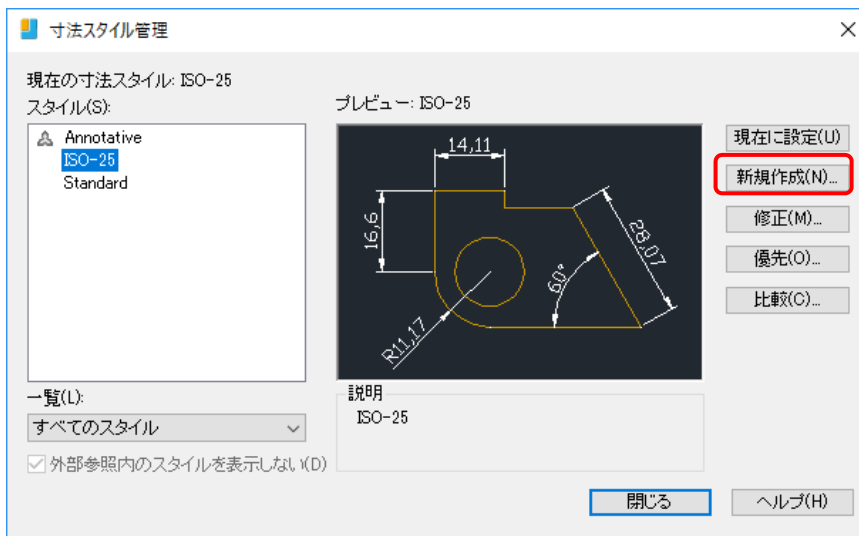 寸法スタイル管理
現在の寸法スタイル: ISO-25
スタイル(S):
Annotative
ISO-25
Standard
一覧(L):
すべてのスタイル
外部参照内のスタイルを表示しない(D)
プレビュー: ISO-25
14,11
16,6
28,07
60°
R11,17
説明
ISO-25
現在に設定(U)
新規作成(N)...
修正(M)...
優先(O)...
比較(C)...
閉じる
ヘルプ(H)